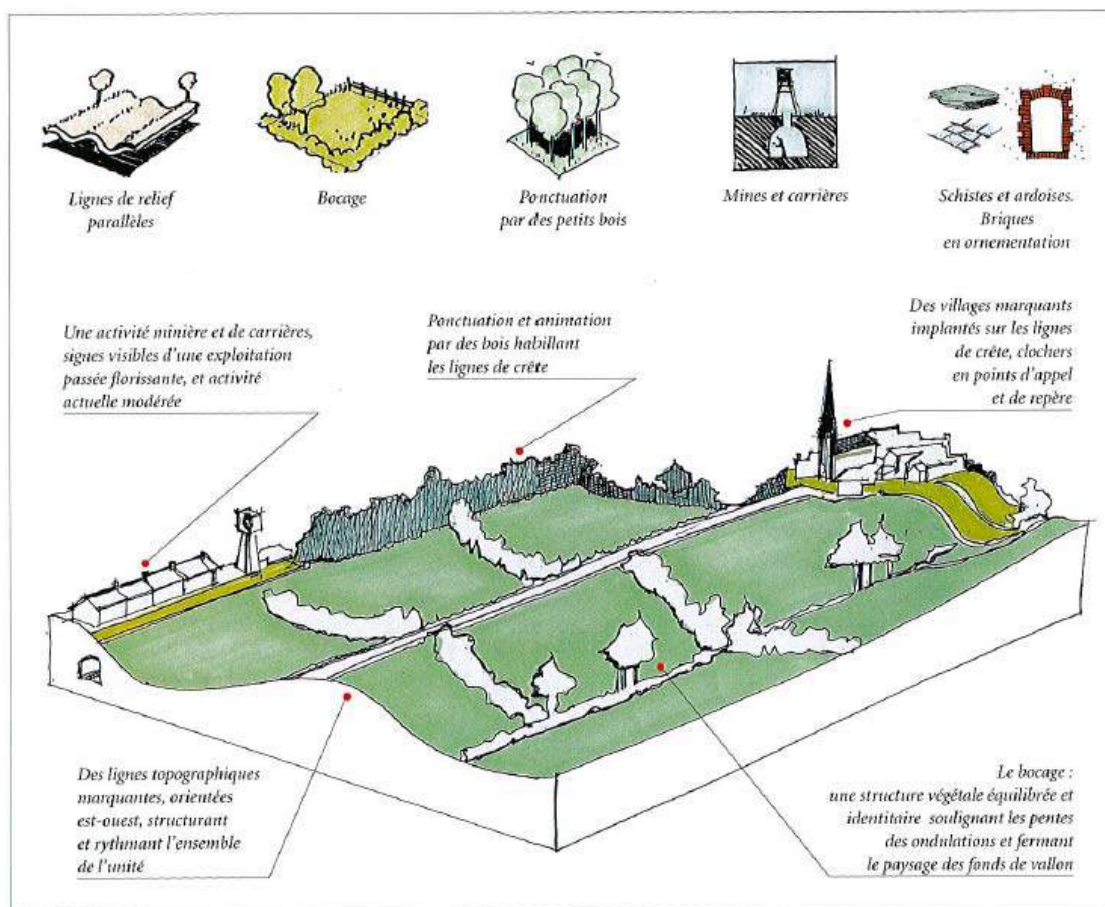 Lignes de relief
parallèles
Bocage
Ponctuation
par des petits bois
Mines et carrières
Schistes et ardoises.
Briques
en ornementation
Une activité minière et de carrières,
signes visibles d'une exploitation
passée florissante, et activité
actuelle modérée
Ponctuation et animation
par des bois habillant
les lignes de crête
Des villages marquants
implantés sur les lignes
de crête, clochers
en points d'appel
et de repère
Des lignes topographiques
marquantes, orientées
est-ouest, structurant
et rythmant l'ensemble
de l'unité
Le bocage :
une structure végétale équilibrée et
identitaire soulignant les pentes
des ondulations et fermant
le paysage des fonds de vallon